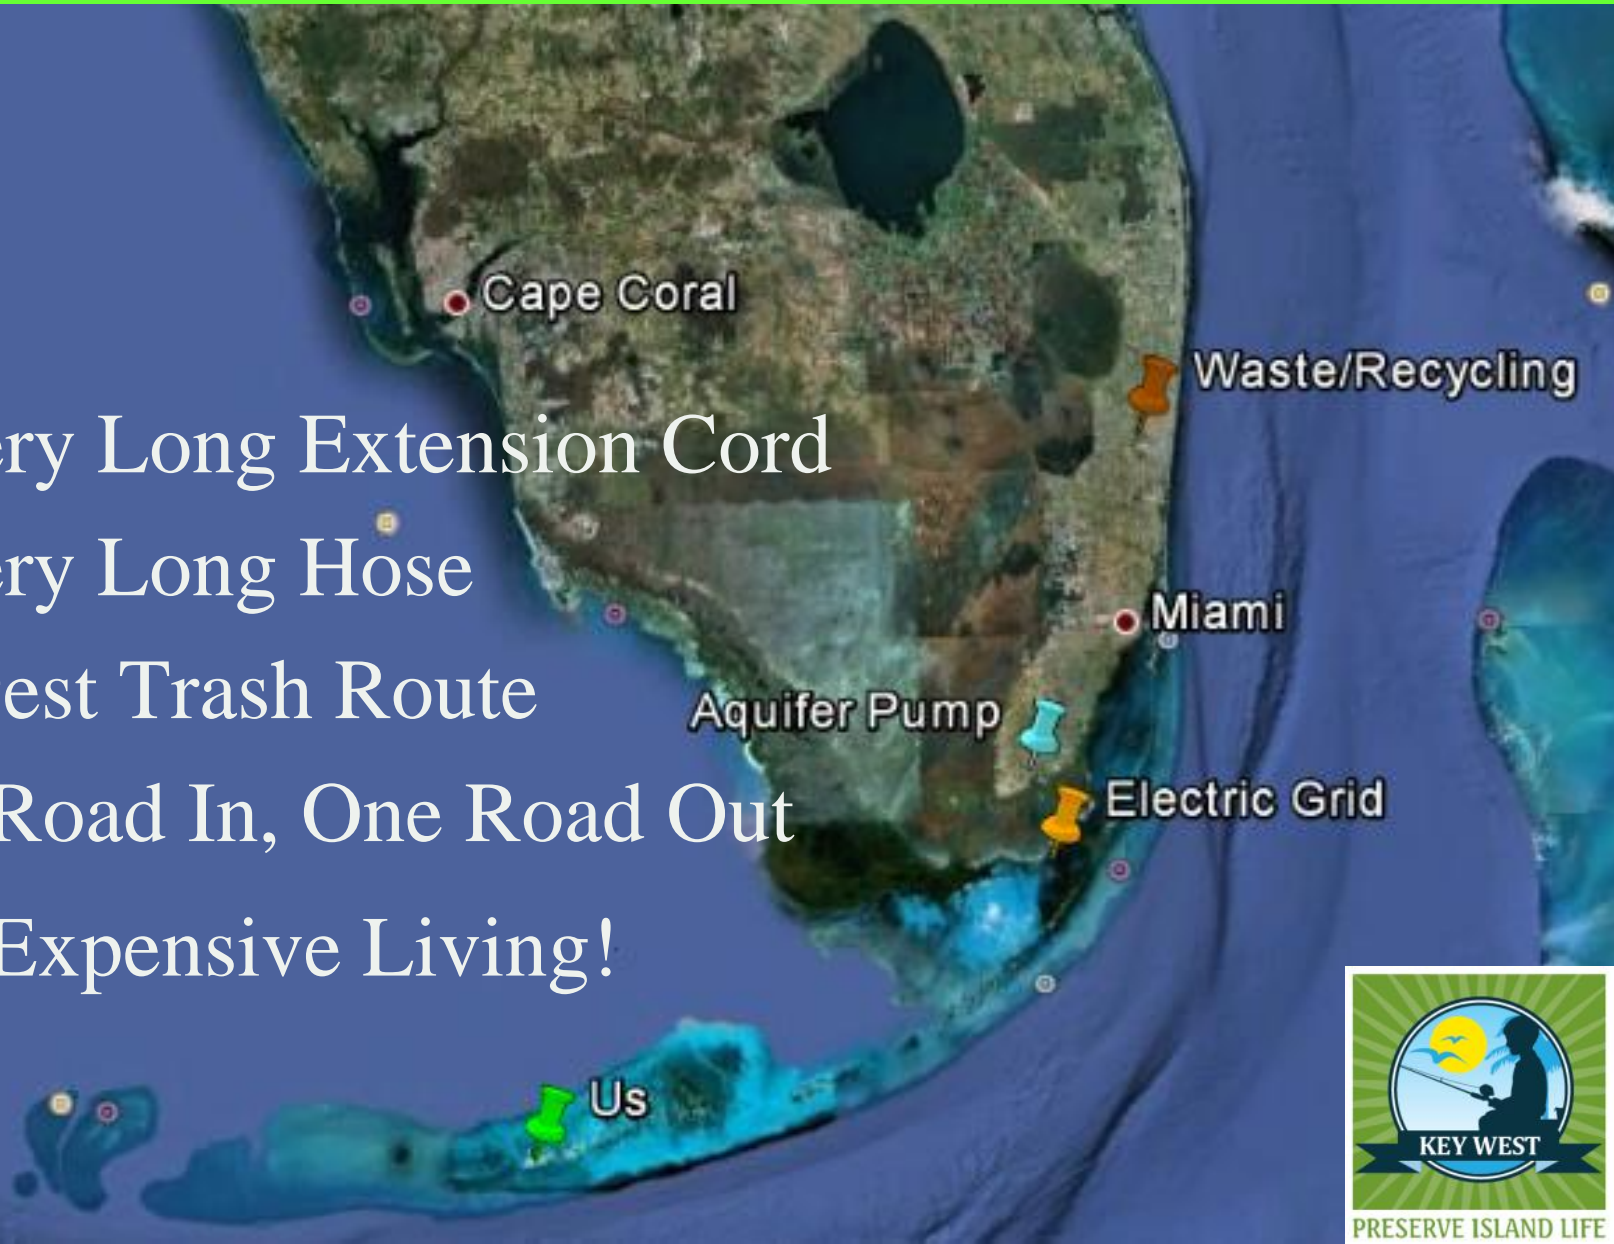 Cape Coral
Waste/Recycling
ery Long Extension Cord
ery Long Hose
Miami
est Trash Route
Aquifer Pump
Road In, One Road Out
Electric Grid
Expensive Living!
Us
KEY WEST
PRESERVE ISLAND LIFE